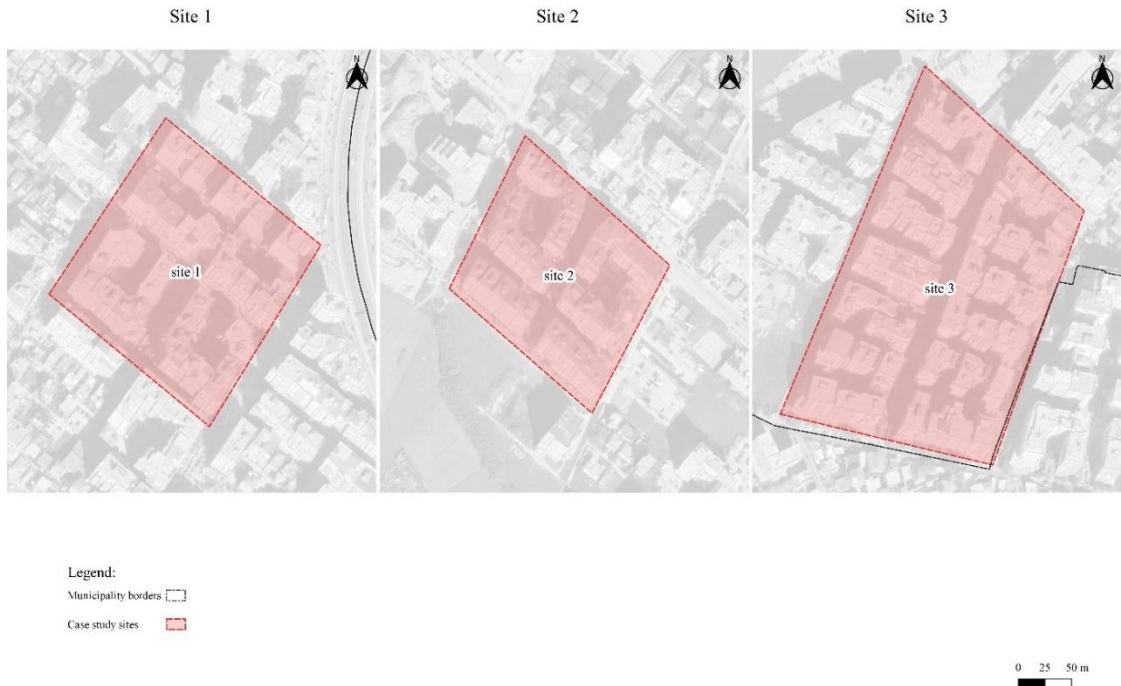 Site 1 Site 2 Site 3
N N N
site 1 site 2 site 3
Legend:
Municipality borders
Case study sites
0 25 50 m